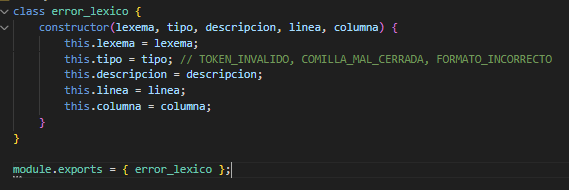 class error_lexico {
    constructor(lexema, tipo, descripcion, linea, columna) {
        this.lexema = lexema;
        this.tipo = tipo; // TOKEN_INVALIDO, COMILLA_MAL_CERRADA, FORMATO_INCORRECTO
        this.descripcion = descripcion;
        this.linea = linea;
        this.columna = columna;
    }
}
module.exports = { error_lexico };